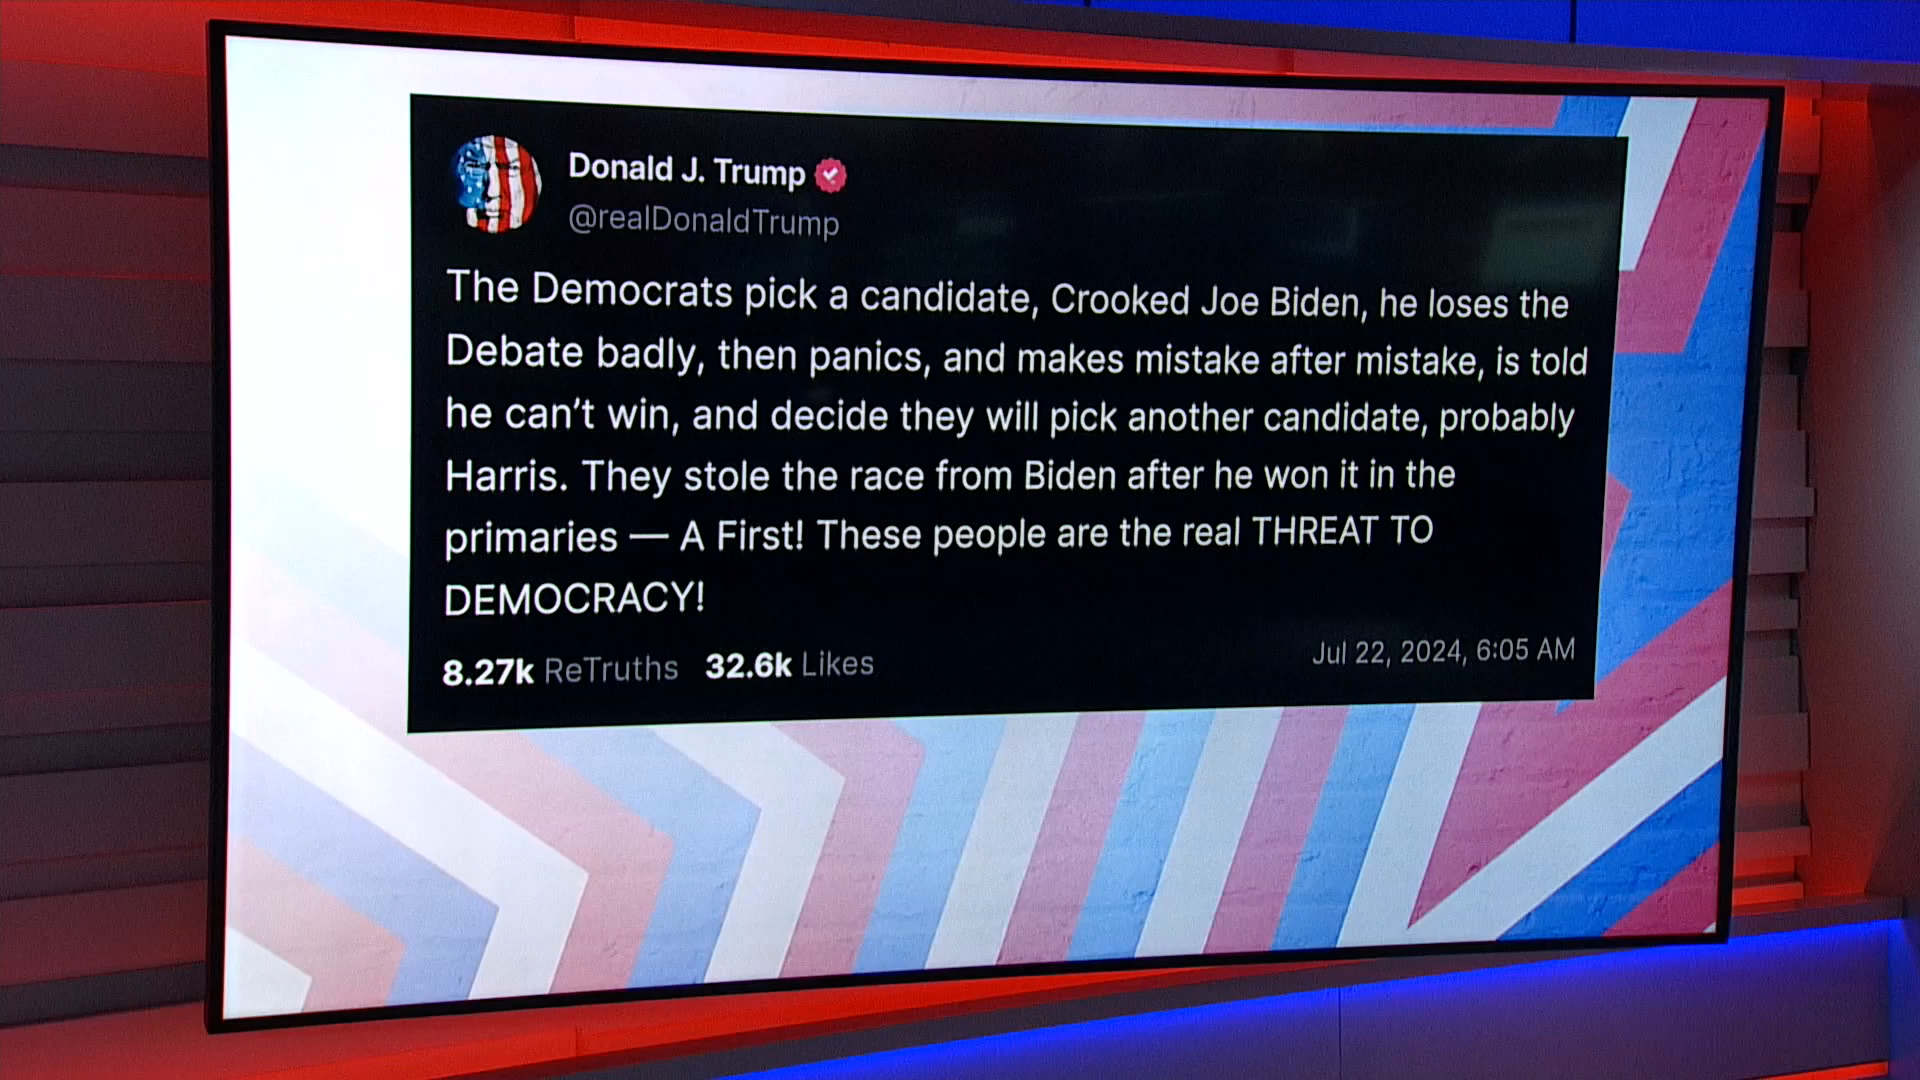 Donald J. Trump
@realDonaldTrump
The Democrats pick a candidate, Crooked Joe Biden, he loses the
Debate badly, then panics, and makes mistake after mistake, is told
he can’t win, and decide they will pick another candidate, probably
Harris. They stole the race from Biden after he won it in the
primaries — A First! These people are the real THREAT TO
DEMOCRACY!
8.27k ReTruths 32.6k Likes
Jul 22, 2024, 6:05 AM